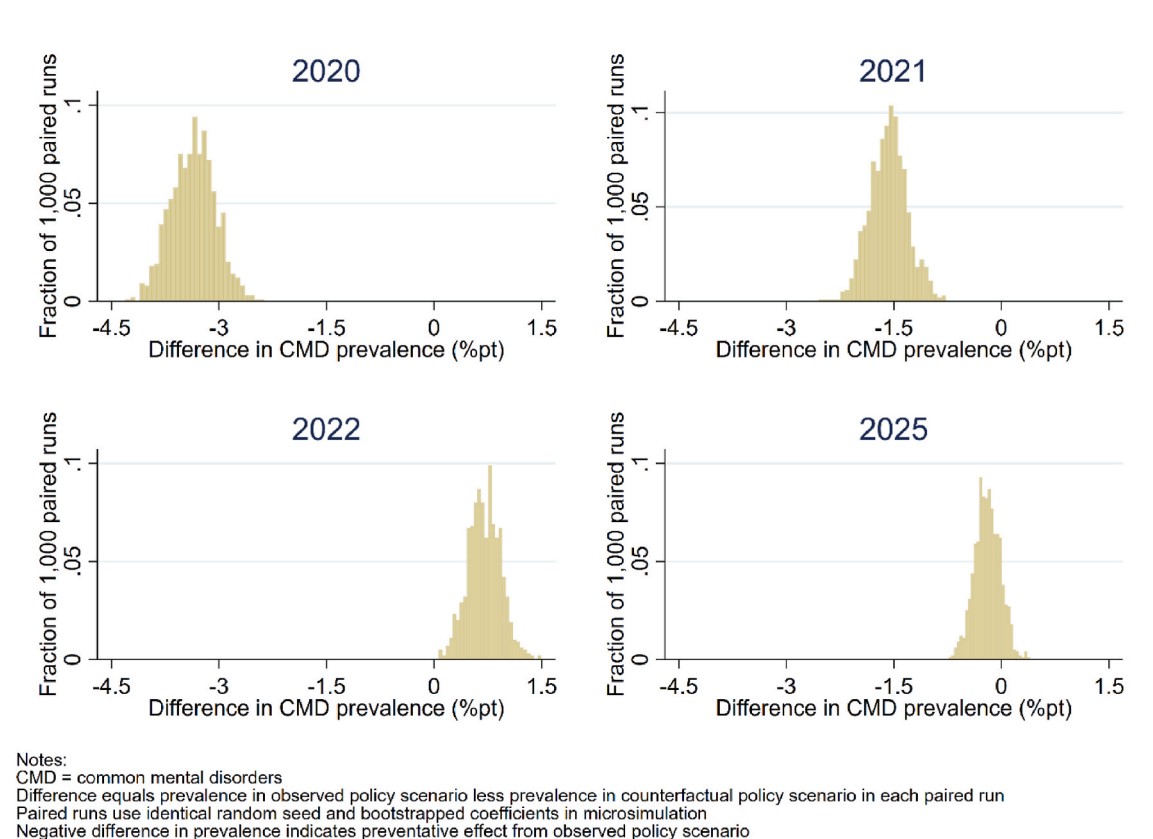 2020
Fraction of 1,000 paired runs
0 .05 .1
-4.5 -3 -1.5 0 1.5
Difference in CMD prevalence (%pt)
2021
Fraction of 1,000 paired runs
0 .05 .1
-4.5 -3 -1.5 0 1.5
Difference in CMD prevalence (%pt)
2022
Fraction of 1,000 paired runs
0 .05 .1
-4.5 -3 -1.5 0 1.5
Difference in CMD prevalence (%pt)
2025
Fraction of 1,000 paired runs
0 .05 .1
-4.5 -3 -1.5 0 1.5
Difference in CMD prevalence (%pt)
Notes:
CMD = common mental disorders
Difference equals prevalence in observed policy scenario less prevalence in counterfactual policy scenario in each paired run
Paired runs use identical random seed and bootstrapped coefficients in microsimulation
Negative difference in prevalence indicates preventative effect from observed policy scenario